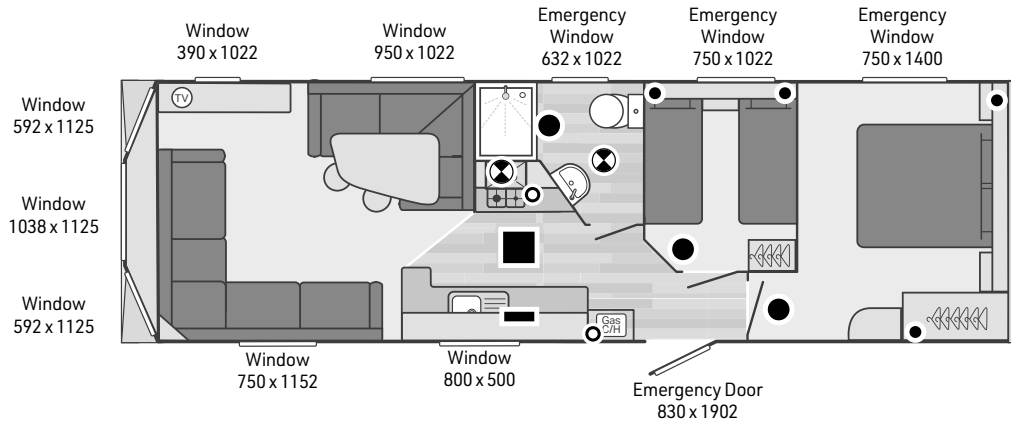 Window
390 x 1022
Window
950 x 1022
Emergency
Window
632 x 1022
Emergency
Window
750 x 1022
Emergency
Window
750 x 1400
Window
592 x 1125
Window
1038 x 1125
Window
592 x 1125
TV
Gas
C/H
Window
750 x 1152
Window
800 x 500
Emergency Door
830 x 1902